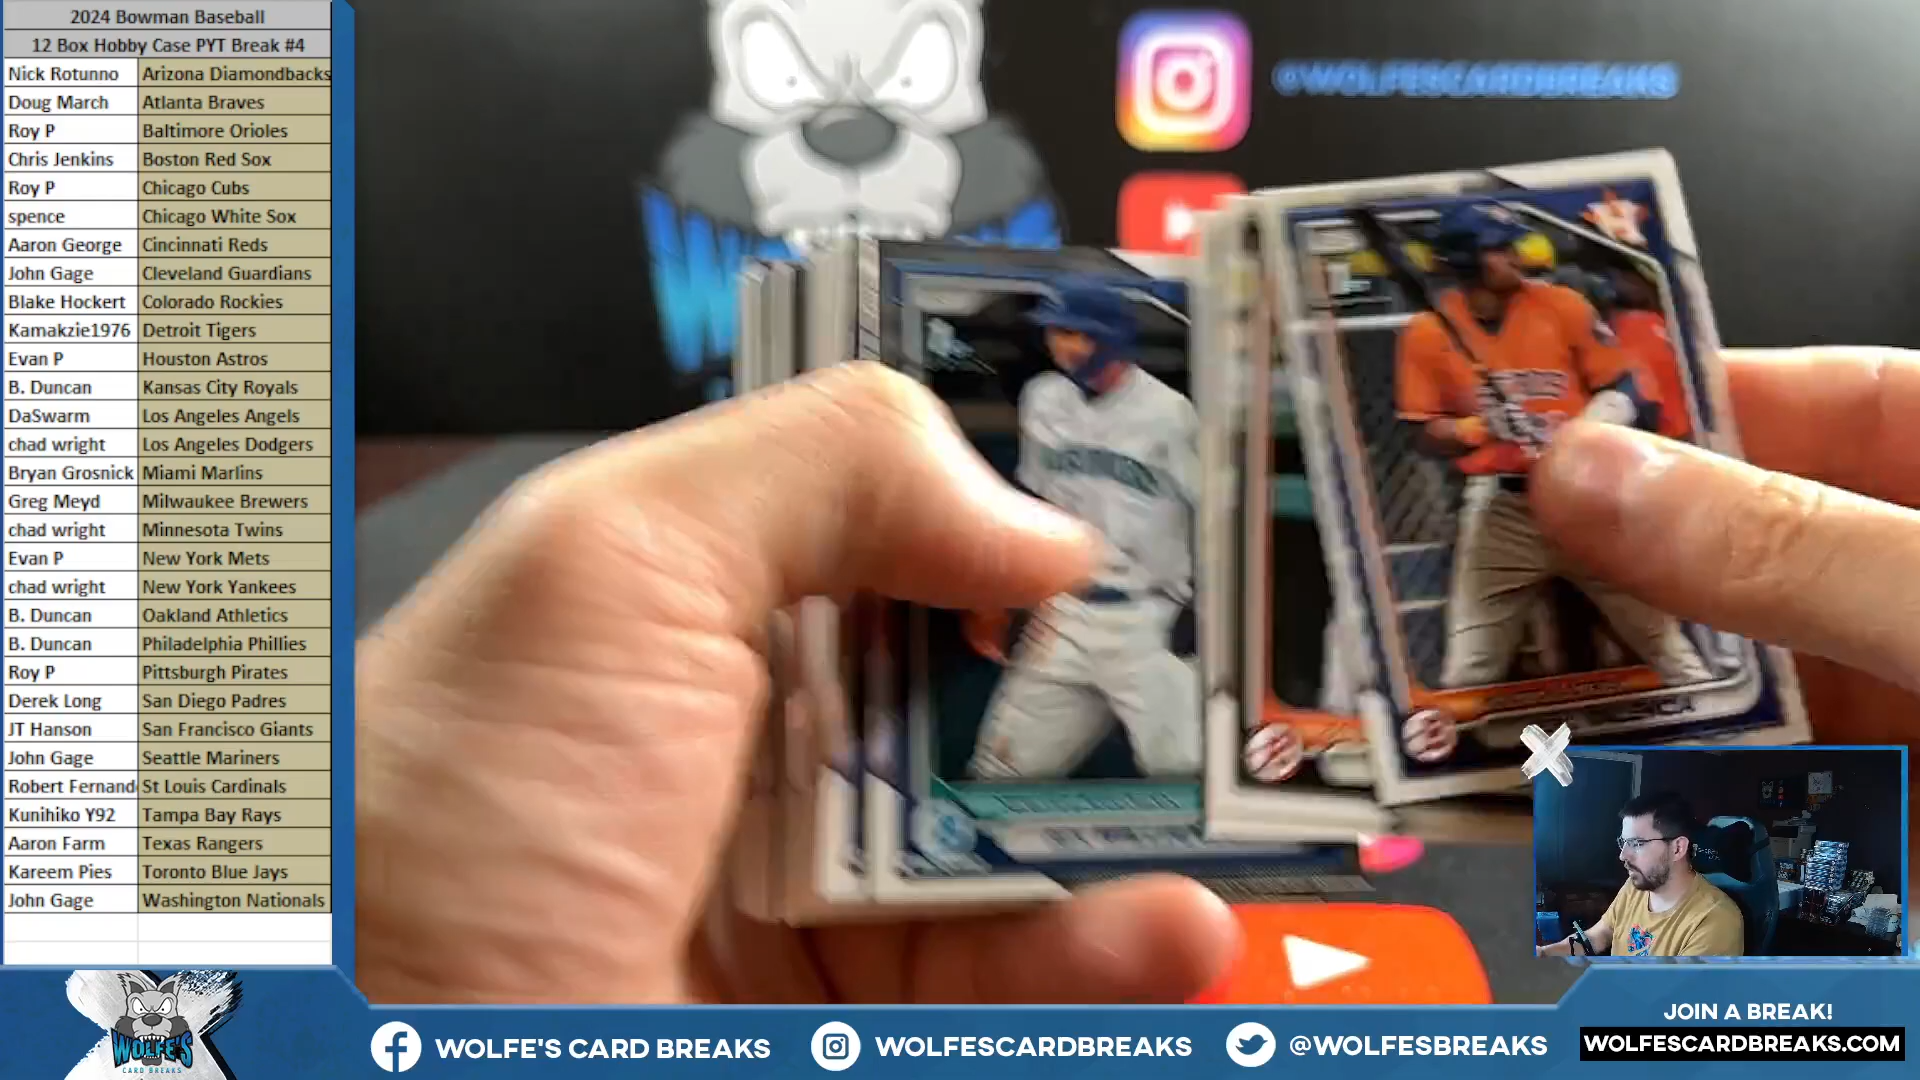 2024 Bowman Baseball
12 Box Hobby Case PYT Break #4
Nick Rotunno Arizona Diamondbacks
Doug March Atlanta Braves
Roy P Baltimore Orioles
Chris Jenkins Boston Red Sox
Roy P Chicago Cubs
spence Chicago White Sox
Aaron George Cincinnati Reds
John Gage Cleveland Guardians
Blake Hockert Colorado Rockies
Kamakzie1976 Detroit Tigers
Evan P Houston Astros
B. Duncan Kansas City Royals
DaSwarm Los Angeles Angels
chad wright Los Angeles Dodgers
Bryan Grosnick Miami Marlins
Greg Meyd Milwaukee Brewers
chad wright Minnesota Twins
Evan P New York Mets
chad wright New York Yankees
B. Duncan Oakland Athletics
B. Duncan Philadelphia Phillies
Roy P Pittsburgh Pirates
Derek Long San Diego Padres
JT Hanson San Francisco Giants
John Gage Seattle Mariners
Robert Fernand St Louis Cardinals
Kunihiko Y92 Tampa Bay Rays
Aaron Farm Texas Rangers
Kareem Pies Toronto Blue Jays
John Gage Washington Nationals
@WOLFESCARDBREAKS
WOLFE'S
CARD BREAKS
WOLFE'S CARD BREAKS
WOLFESCARDBREAKS
@WOLFESBREAKS
JOIN A BREAK!
WOLFESCARDBREAKS.COM